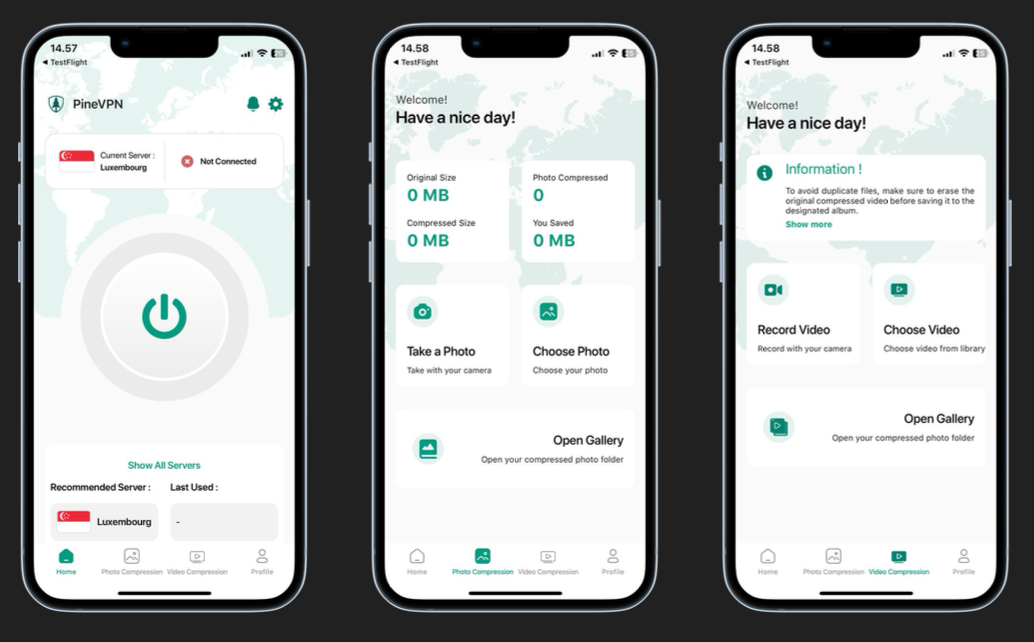 14.57
◀ TestFlight
PineVPN
Current Server :
Luxembourg
Not Connected
Show All Servers
Recommended Server :
Last Used :
Luxembourg
-
Home
Photo Compression
Video Compression
Profile
14.58
◀ TestFlight
Welcome!
Have a nice day!
Original Size
0 MB
Photo Compressed
0
Compressed Size
0 MB
You Saved
0 MB
Take a Photo
Take with your camera
Choose Photo
Choose your photo
Open Gallery
Open your compressed photo folder
Home
Photo Compression
Video Compression
Profile
14.58
◀ TestFlight
Welcome!
Have a nice day!
Information !
To avoid duplicate files, make sure to erase the
original compressed video before saving it to the
designated album.
Show more
Record Video
Record with your camera
Choose Video
Choose video from library
Open Gallery
Open your compressed photo folder
Home
Photo Compression
Video Compression
Profile